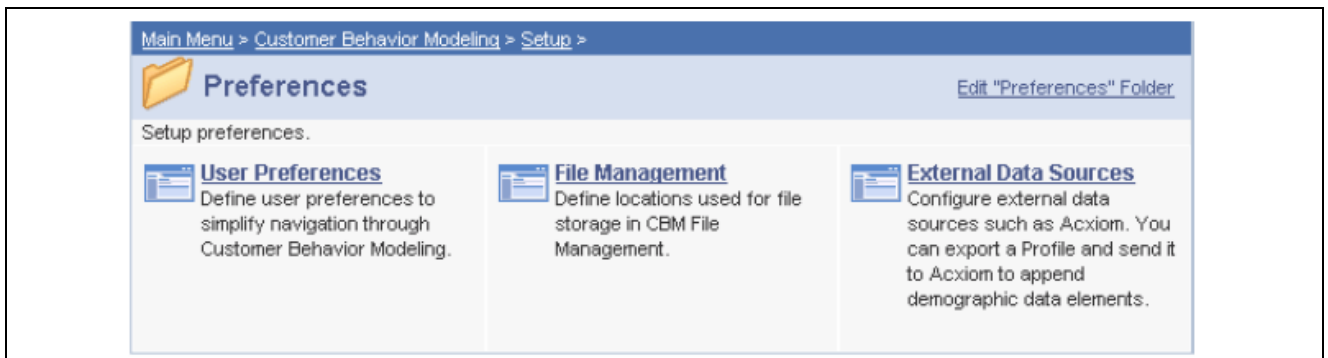 Main Menu > Customer Behavior Modeling > Setup >
Preferences
Edit "Preferences" Folder
Setup preferences.
User Preferences
Define user preferences to
simplify navigation through
Customer Behavior Modeling.
File Management
Define locations used for file
storage in CBM File
Management.
External Data Sources
Configure external data
sources such as Acxiom. You
can export a Profile and send it
to Acxiom to append
demographic data elements.